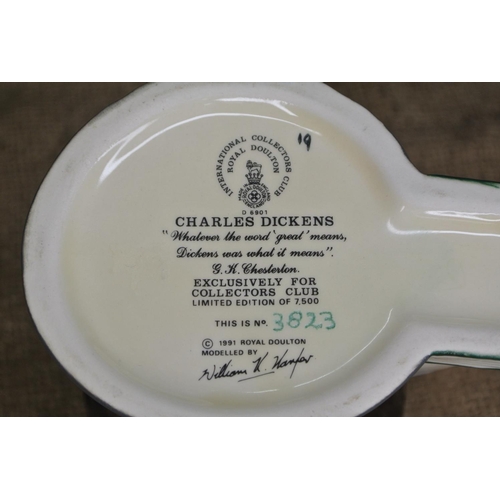 19
INTERNATIONAL COLLECTORS CLUB
ROYAL DOULTON
D 6901
CHARLES DICKENS
"Whatever the word 'great' means,
Dickens was what it means".
G. K. Chesterton.
EXCLUSIVELY FOR
COLLECTORS CLUB
LIMITED EDITION OF 7,500
THIS IS Nº. 3823
© 1991 ROYAL DOULTON
MODELLED BY
William K. Harper